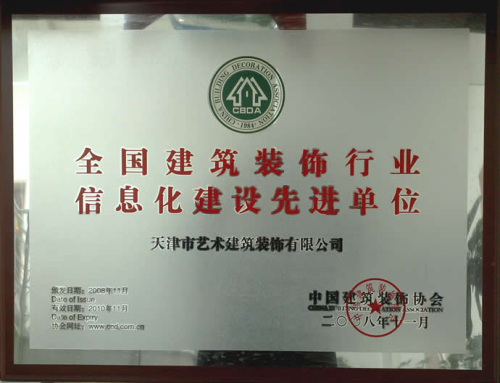 CHINA BUILDING DECORATION ASSOCIATION
CBDA
·1984·
全国建筑装饰行业
信息化建设先进单位
天津市艺术建筑装饰有限公司
颁发日期：2008年11月
Date of Issue
有效日期：2010年11月
Date of Expiry
协会网址：
中国建筑装饰协会
CHINA BUILDING DECORATION ASSOCIATION
二〇〇八年十一月